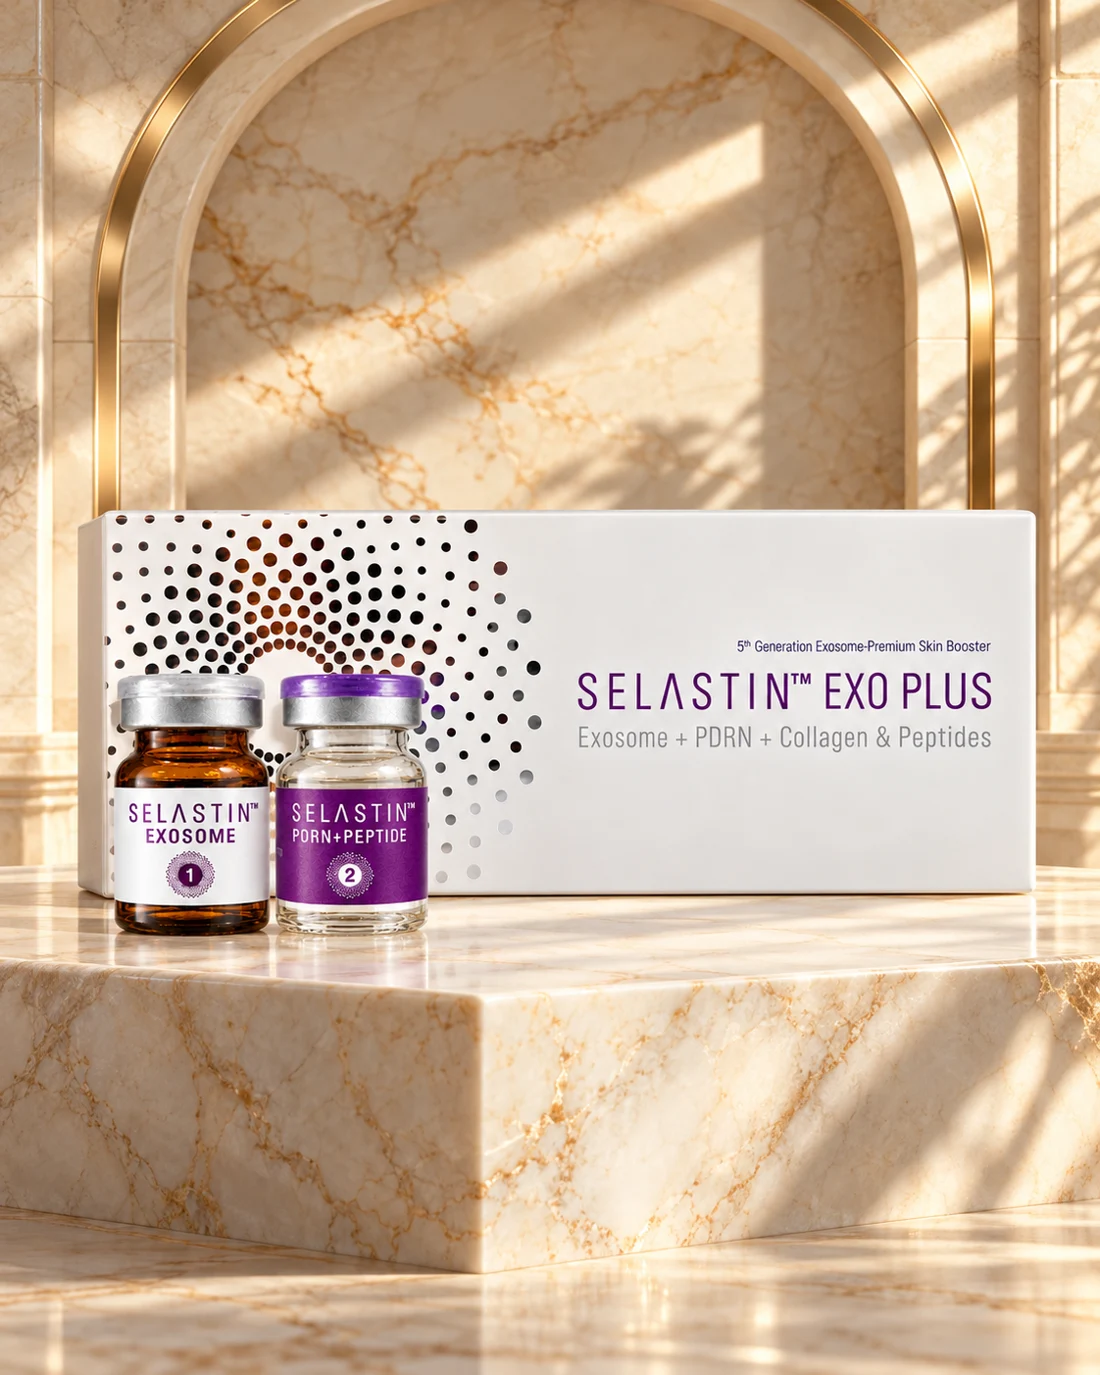 5th Generation Exosome-Premium Skin Booster
SELASTIN™ EXO PLUS
Exosome + PDRN + Collagen & Peptides
SELASTIN™
EXOSOME
1
SELASTIN™
PDRN+PEPTIDE
2